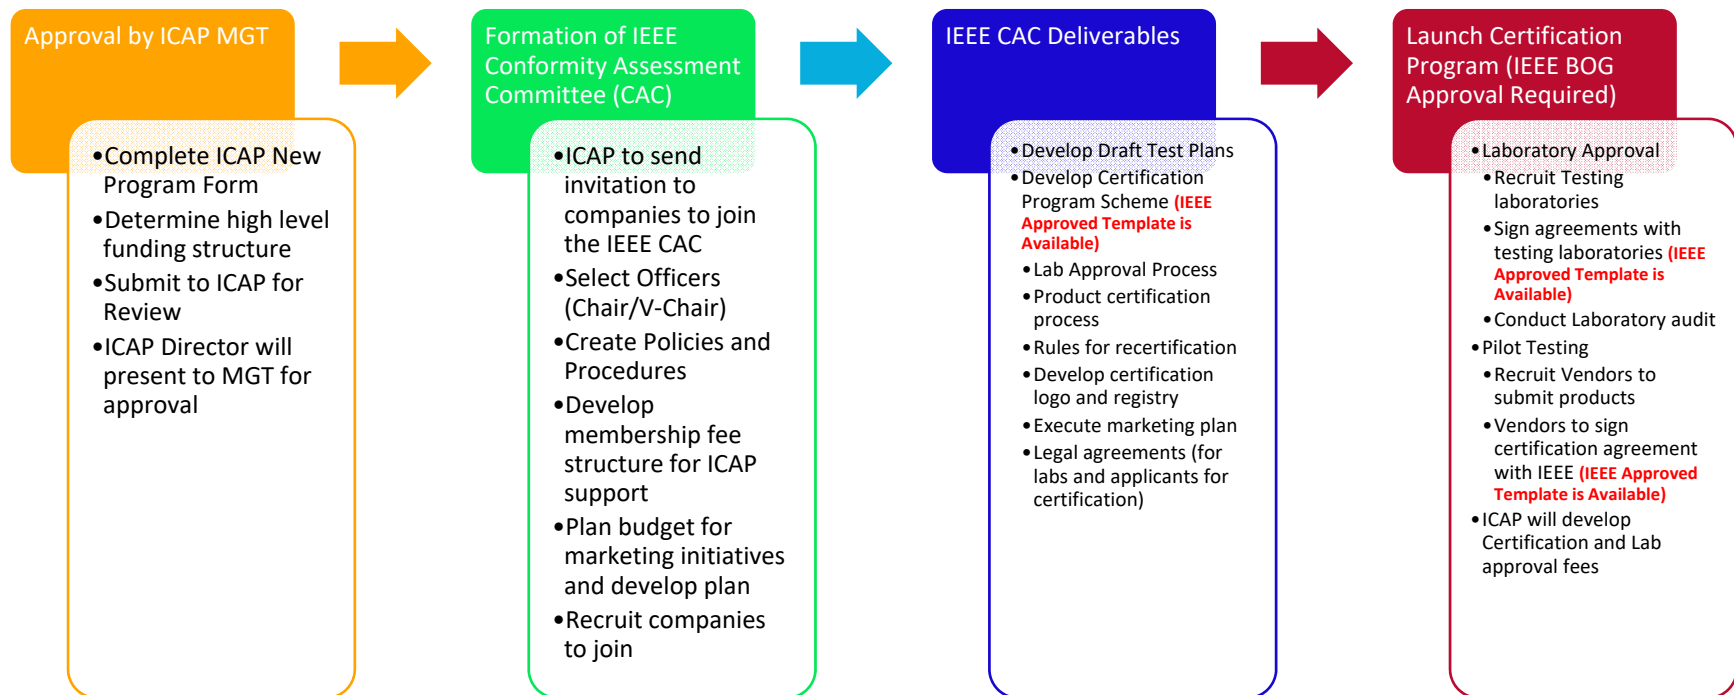 Approval by ICAP MGT
•Complete ICAP New
Program Form
•Determine high level
funding structure
•Submit to ICAP for
Review
•ICAP Director will
present to MGT for
approval
Formation of IEEE
Conformity Assessment
Committee (CAC)
•ICAP to send
invitation to
companies to join
the IEEE CAC
•Select Officers
(Chair/V-Chair)
•Create Policies and
Procedures
•Develop
membership fee
structure for ICAP
support
•Plan budget for
marketing initiatives
and develop plan
•Recruit companies
to join
IEEE CAC Deliverables
•Develop Draft Test Plans
•Develop Certification
Program Scheme (IEEE
Approved Template is
Available)
•Lab Approval Process
•Product certification
process
•Rules for recertification
•Develop certification
logo and registry
•Execute marketing plan
•Legal agreements (for
labs and applicants for
certification)
Launch Certification
Program (IEEE BOG
Approval Required)
•Laboratory Approval
•Recruit Testing
laboratories
•Sign agreements with
testing laboratories (IEEE
Approved Template is
Available)
•Conduct Laboratory audit
•Pilot Testing
•Recruit Vendors to
submit products
•Vendors to sign
certification agreement
with IEEE (IEEE Approved
Template is Available)
•ICAP will develop
Certification and Lab
approval fees